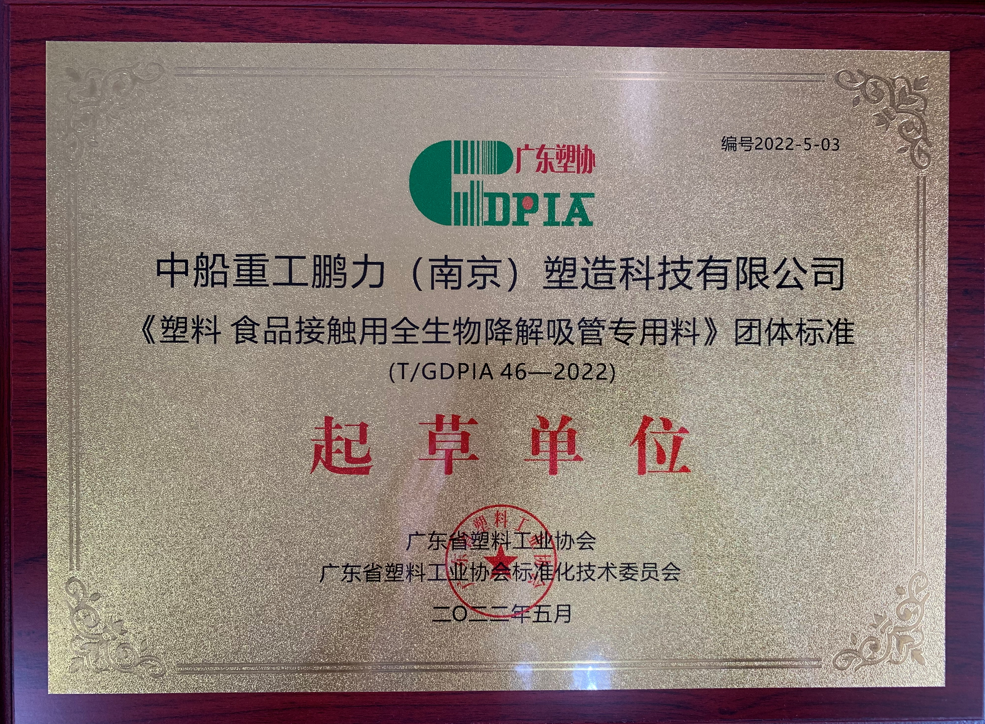 编号2022-5-03
广东塑协
GDPIA
中船重工鹏力（南京）塑造科技有限公司
《塑料 食品接触用全生物降解吸管专用料》团体标准
(T/GDPIA 46—2022)
起草单位
广东省塑料工业协会
广东省塑料工业协会标准化技术委员会
二〇二二年五月